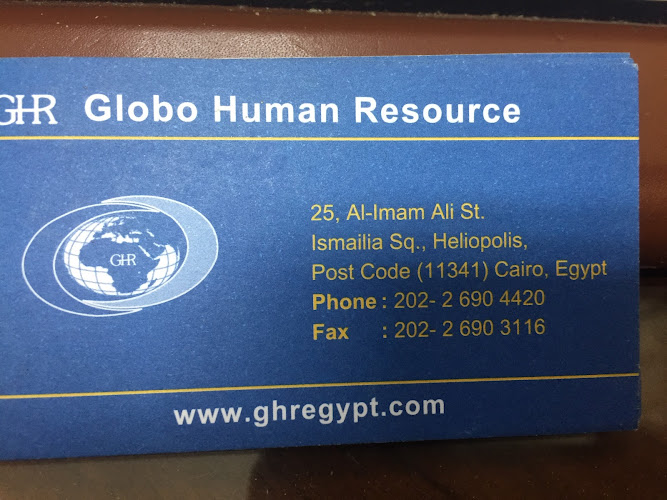 GHR Globo Human Resource
GHR
25, Al-Imam Ali St.
Ismailia Sq., Heliopolis,
Post Code (11341) Cairo, Egypt
Phone : 202- 2 690 4420
Fax : 202- 2 690 3116
www.ghregypt.com